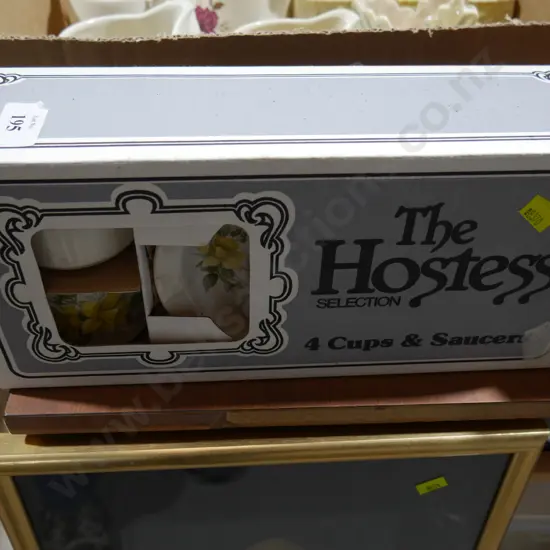 195
The
Hostess
SELECTION
4 Cups & Saucers